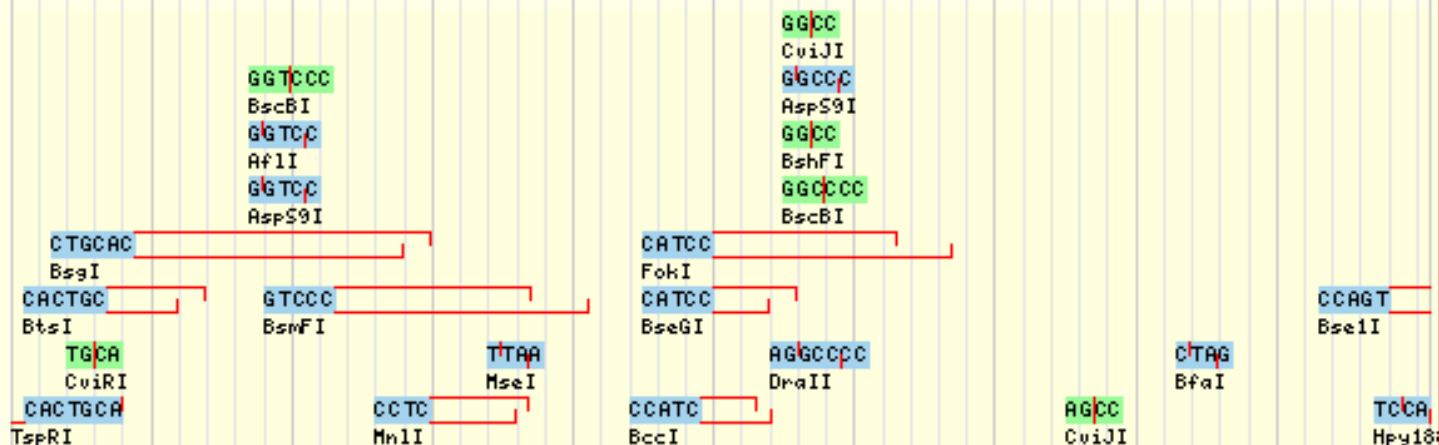 GGCC
CviJI
GGTCCC GGCCC
BscBI AspS9I
GGTCC GGCC
AflI BshFI
GGTCC GGCCCC
AspS9I BscBI
CTGCAC CATCC
BsgI FokI
CACTGC GTCCC CATCC CCAGT
BtsI BsmFI BseGI Bse1I
TGCA TTAA AGGCCCC CTAG
CviRI MseI DraII BfaI
CACTGCA CCTC CCATC AGCC TCCA
TspRI MnlI BccI CviJI Hpy18